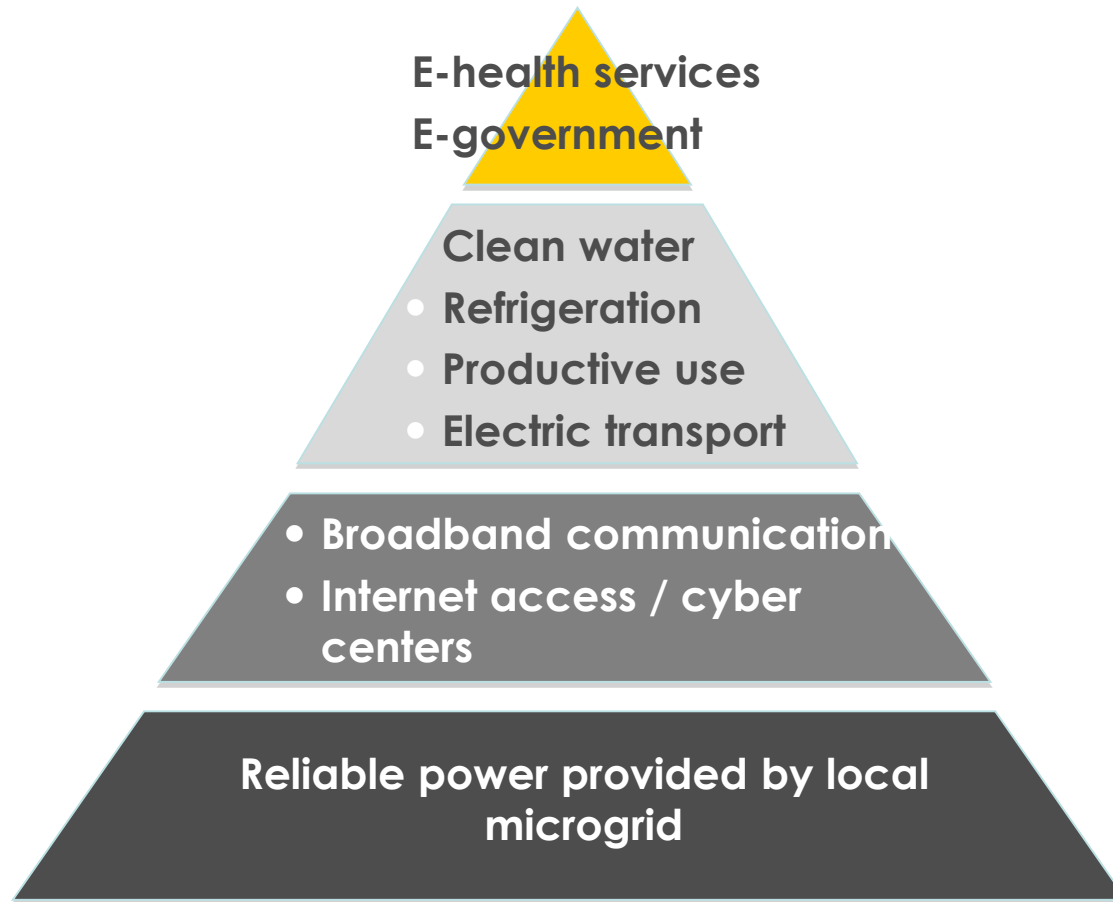 E-health services
E-government
Clean water
• Refrigeration
• Productive use
• Electric transport
• Broadband communication
• Internet access / cyber
centers
Reliable power provided by local
microgrid